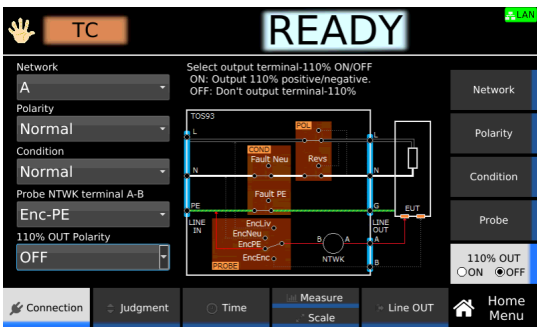 TC
READY
LAN
Network
A
Polarity
Normal
Condition
Normal
Probe NTWK terminal A-B
Enc-PE
110% OUT Polarity
OFF
Select output terminal-110% ON/OFF
ON: Output 110% positive/negative.
OFF: Don't output terminal-110%
TOS93
POL
L
L
COND
Fault Neu
Revs
N
N
Fault PE
PE
G
LINE
IN
EncLiv
EncNeu
EncPE
EncEnc
PROBE
B
A
NTWK
LINE
OUT
A
B
EUT
Network
Polarity
Condition
Probe
110% OUT
ON
OFF
Connection
Judgment
Time
Measure
Scale
Line OUT
Home
Menu